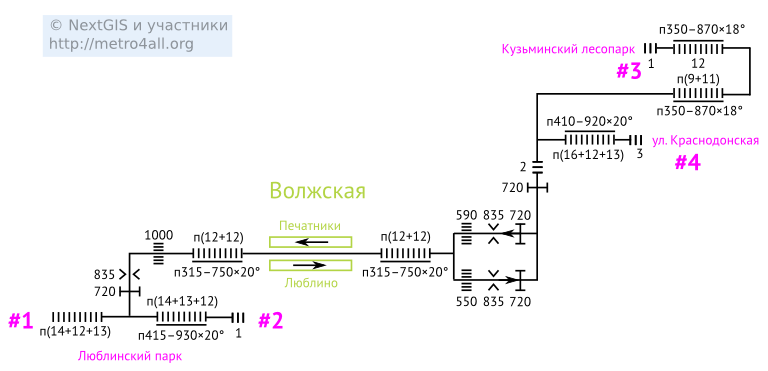 © NextGIS и участники
http://metro4all.org
п350–870×18°
Кузьминский лесопарк
1
12
#3
п(9+11)
п350–870×18°
п410–920×20°
ул. Краснодонская
п(16+12+13)
3
#4
2
720
Волжская
1000
п(12+12)
Печатники
п(12+12)
590
835
720
п315–750×20°
Люблино
п315–750×20°
835
720
550
835
720
п(14+13+12)
#1
#2
п(14+12+13)
п415–930×20°
1
Люблинский парк